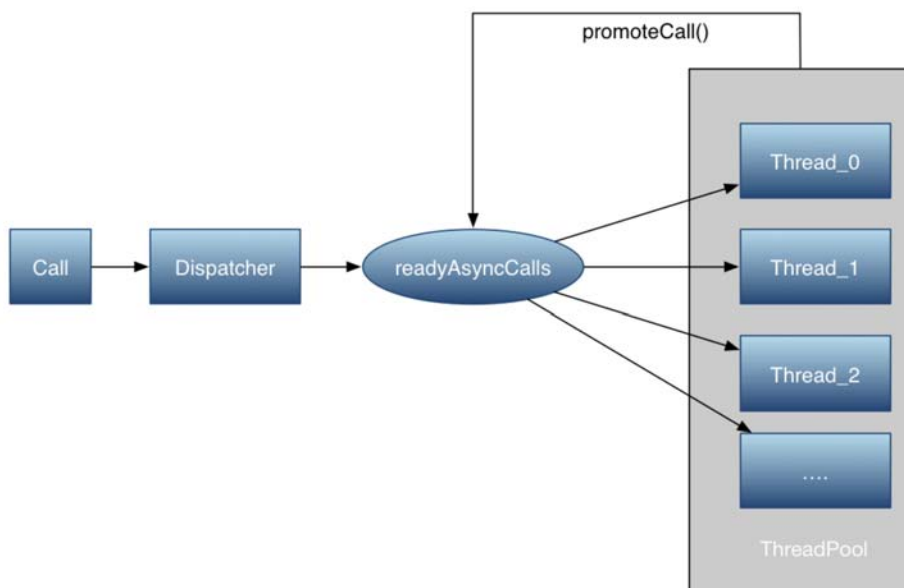 promoteCall()
Thread_0
Call
Dispatcher
readyAsyncCalls
Thread_1
Thread_2
....
ThreadPool